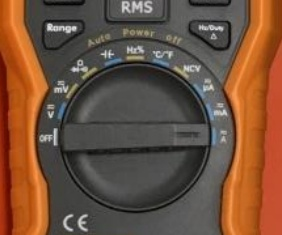 RMS
Range
Hz/Duty
Δ
Auto Power off
Hz%
°C/°F
NCV
Ω
mV
V
OFF
μA
mA
A
CE